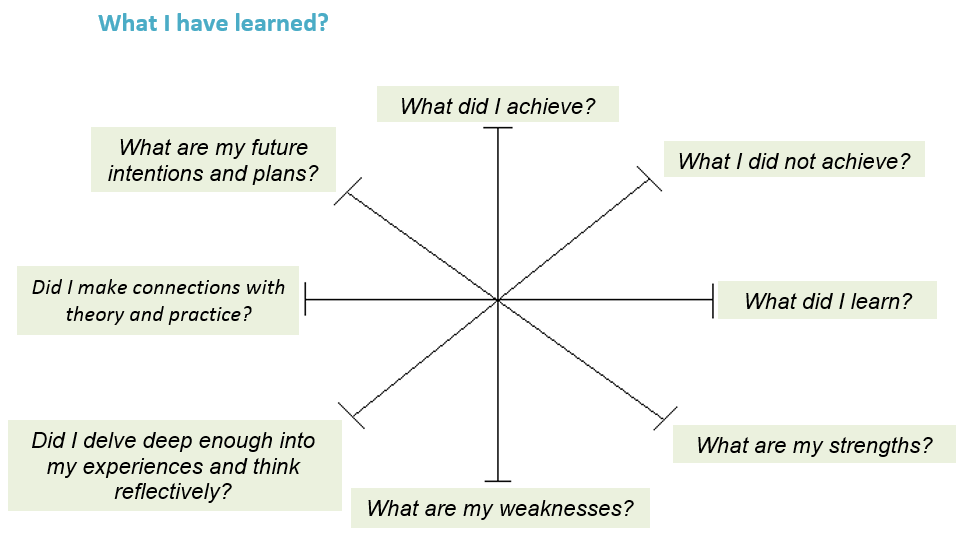 What I have learned?
What did I achieve?
What are my future
intentions and plans?
What I did not achieve?
Did I make connections with
theory and practice?
What did I learn?
Did I delve deep enough into
my experiences and think
reflectively?
What are my strengths?
What are my weaknesses?